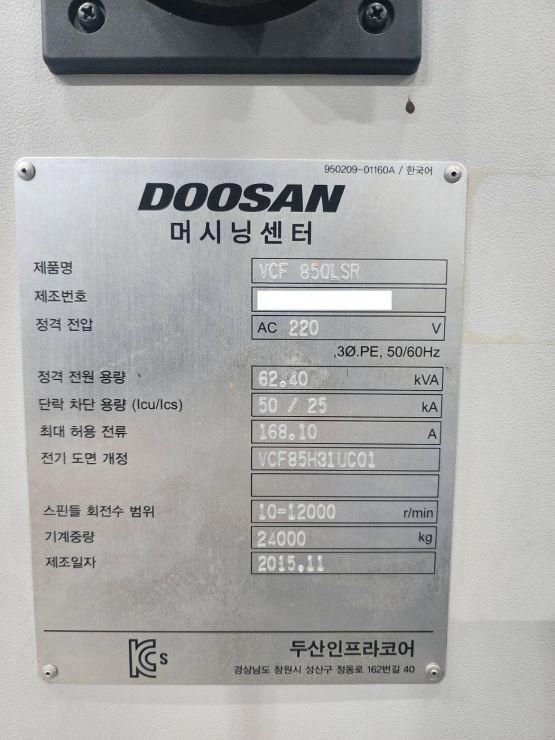 950209-01160A / 한국어
DOOSAN
머시닝센터
제품명 VCF 850LSR
제조번호
정격 전압 AC 220 V
,3Ø.PE, 50/60Hz
정격 전원 용량 62.40 kVA
단락 차단 용량 (Icu/Ics) 50 / 25 kA
최대 허용 전류 168.10 A
전기 도면 개정 VCF85H31UC01
스핀들 회전수 범위 10-12000 r/min
기계중량 24000 kg
제조일자 2015.11
KCs 두산인프라코어
경상남도 창원시 성산구 정동로 162번길 40